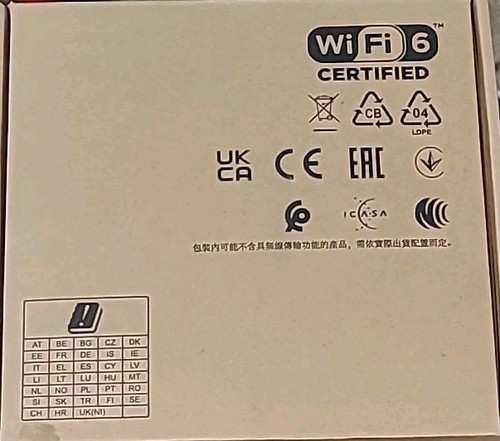 Wi Fi 6™
CERTIFIED
CB 04
LDPE
UK
CA CE EAC
ICASA
包裝內可能不含具無線傳輸功能的產品，需依實際出貨配置而定。
AT BE BG CZ DK
EE FR DE IS IE
IT EL ES CY LV
LI LT LU HU MT
NL NO PL PT RO
SI SK TR FI SE
CH HR UK(NI)